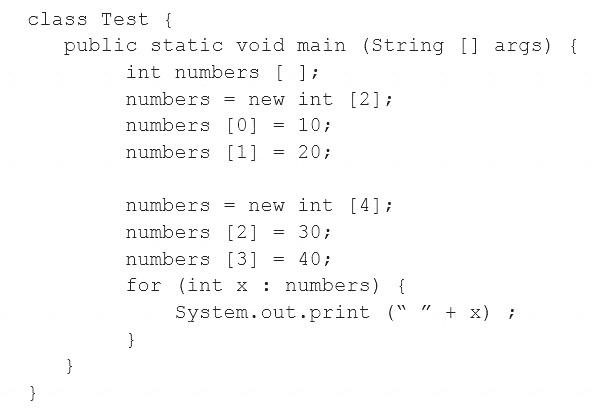 class Test {
public static void main (String [] args) {
int numbers [ ];
numbers = new int [2];
numbers [0] = 10;
numbers [1] = 20;
numbers = new int [4];
numbers [2] = 30;
numbers [3] = 40;
for (int x : numbers) {
System.out.print (“ ” + x) ;
}
}
}